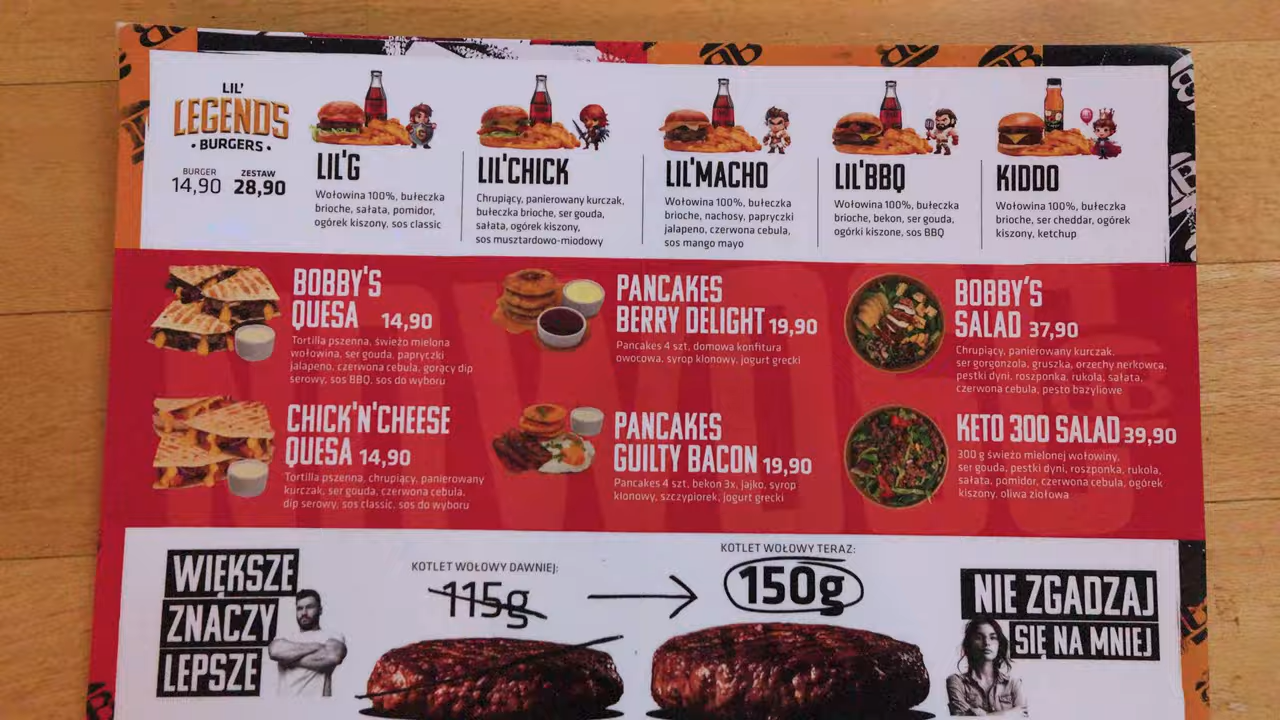 LIL'
LEGENDS
• BURGERS •
BURGER ZESTAW
14,90 28,90
LIL'G
Wołowina 100%, bułeczka
brioche, sałata, pomidor,
ogórek kiszony, sos classic
LIL'CHICK
Chrupiący, panierowany kurczak,
bułeczka brioche, ser gouda,
sałata, ogórek kiszony,
sos musztardowo-miodowy
LIL'MACHO
Wołowina 100%, bułeczka
brioche, nachosy, papryczki
jalapeno, czerwona cebula,
sos mango mayo
LIL'BBQ
Wołowina 100%, bułeczka
brioche, bekon, ser gouda,
ogórki kiszone, sos BBQ
KIDDO
Wołowina 100%, bułeczka
brioche, ser cheddar, ogórek
kiszony, ketchup
BOBBY'S
QUESA 14,90
Tortilla pszenna, świeżo mielona
wołowina, ser gouda, papryczki
jalapeno, czerwona cebula, gorący dip
serowy, sos BBQ, sos do wyboru
PANCAKES
BERRY DELIGHT 19,90
Pancakes 4 szt, domowa konfitura
owocowa, syrop klonowy, jogurt grecki
BOBBY'S
SALAD 37,90
Chrupiący, panierowany kurczak,
ser gorgonzola, gruszka, orzechy nerkowca,
pestki dyni, roszponka, rukola, sałata,
czerwona cebula, pesto bazyliowe
CHICK'N'CHEESE
QUESA 14,90
Tortilla pszenna, chrupiący, panierowany
kurczak, ser gouda, czerwona cebula,
dip serowy, sos classic, sos do wyboru
PANCAKES
GUILTY BACON 19,90
Pancakes 4 szt, bekon 3x, jajko, syrop
klonowy, szczypiorek, jogurt grecki
KETO 300 SALAD 39,90
300 g świeżo mielonej wołowiny,
ser gouda, pestki dyni, roszponka, rukola,
sałata, pomidor, czerwona cebula, ogórek
kiszony, oliwa ziołowa
WIĘKSZE
ZNACZY
LEPSZE
KOTLET WOŁOWY DAWNIEJ:
115g
KOTLET WOŁOWY TERAZ:
150g
NIE ZGADZAJ
SIĘ NA MNIEJ